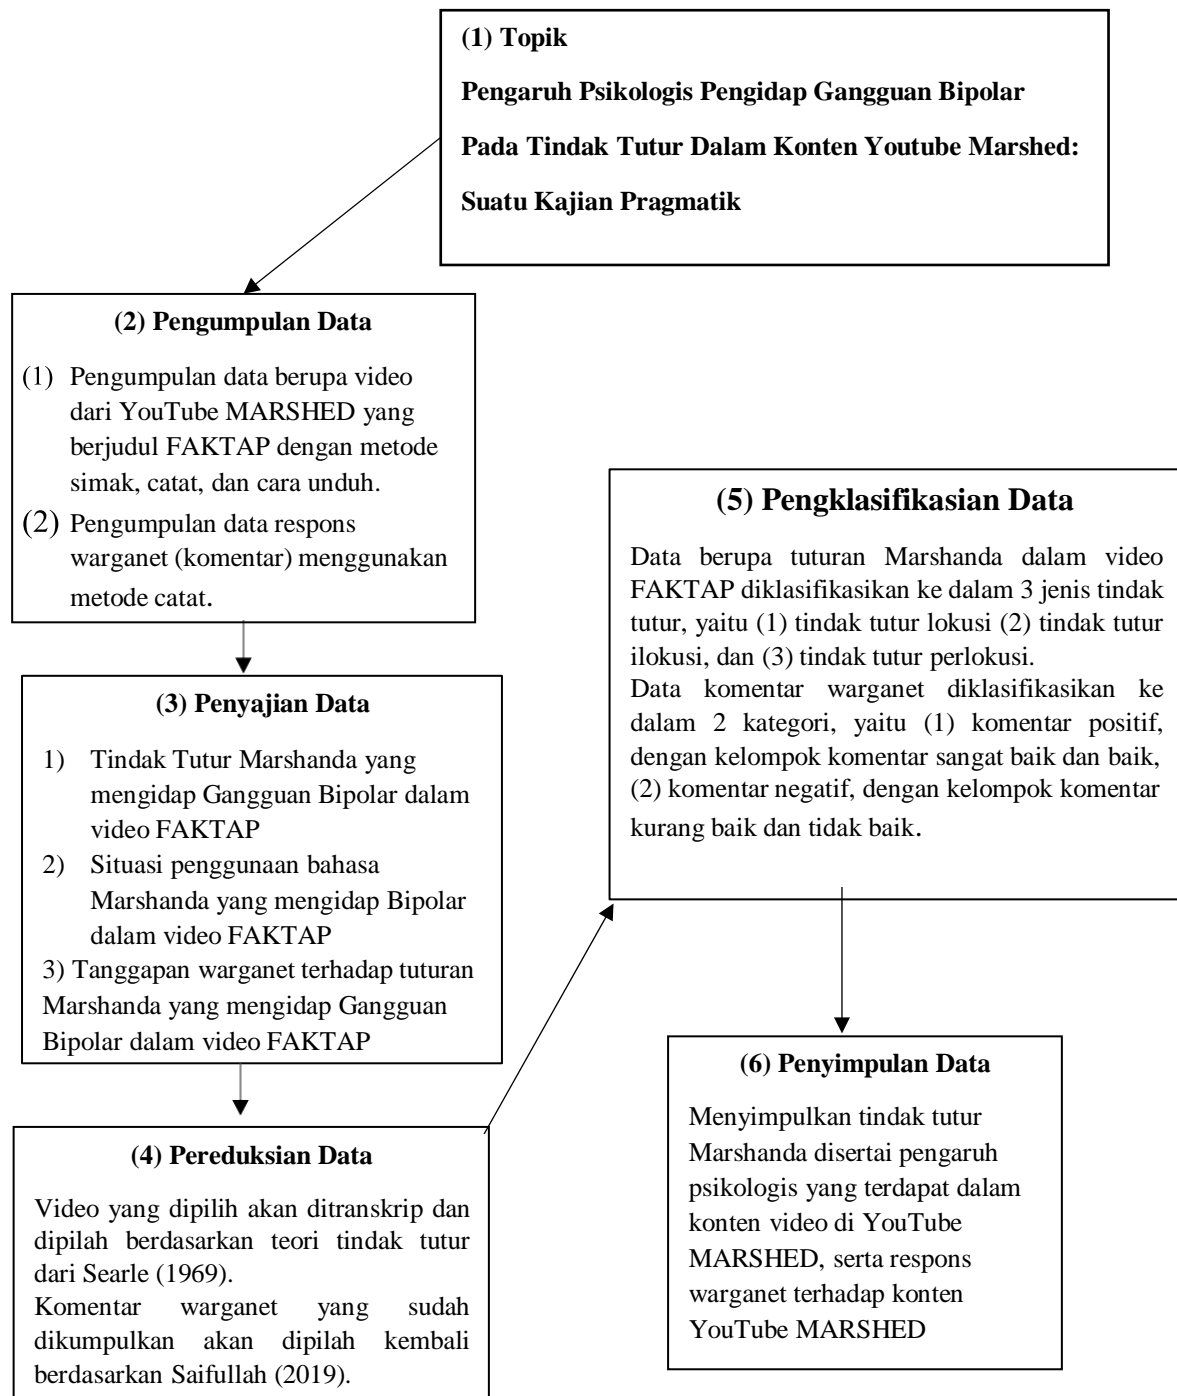 (1) Topik
Pengaruh Psikologis Pengidap Gangguan Bipolar
Pada Tindak Tutur Dalam Konten Youtube Marshed:
Suatu Kajian Pragmatik
(2) Pengumpulan Data
(1) Pengumpulan data berupa video
dari YouTube MARSHED yang
berjudul FAKTAP dengan metode
simak, catat, dan cara unduh.
(2) Pengumpulan data respons
warganet (komentar) menggunakan
metode catat.
(3) Penyajian Data
1) Tindak Tutur Marshanda yang
mengidap Gangguan Bipolar dalam
video FAKTAP
2) Situasi penggunaan bahasa
Marshanda yang mengidap Bipolar
dalam video FAKTAP
3) Tanggapan warganet terhadap tuturan
Marshanda yang mengidap Gangguan
Bipolar dalam video FAKTAP
(4) Pereduksian Data
Video yang dipilih akan ditranskrip dan
dipilah berdasarkan teori tindak tutur
dari Searle (1969).
Komentar warganet yang sudah
dikumpulkan akan dipilah kembali
berdasarkan Saifullah (2019).
(5) Pengklasifikasian Data
Data berupa tuturan Marshanda dalam video
FAKTAP diklasifikasikan ke dalam 3 jenis tindak
tutur, yaitu (1) tindak tutur lokusi (2) tindak tutur
ilokusi, dan (3) tindak tutur perlokusi.
Data komentar warganet diklasifikasikan ke
dalam 2 kategori, yaitu (1) komentar positif,
dengan kelompok komentar sangat baik dan baik,
(2) komentar negatif, dengan kelompok komentar
kurang baik dan tidak baik.
(6) Penyimpulan Data
Menyimpulkan tindak tutur
Marshanda disertai pengaruh
psikologis yang terdapat dalam
konten video di YouTube
MARSHED, serta respons
warganet terhadap konten
YouTube MARSHED